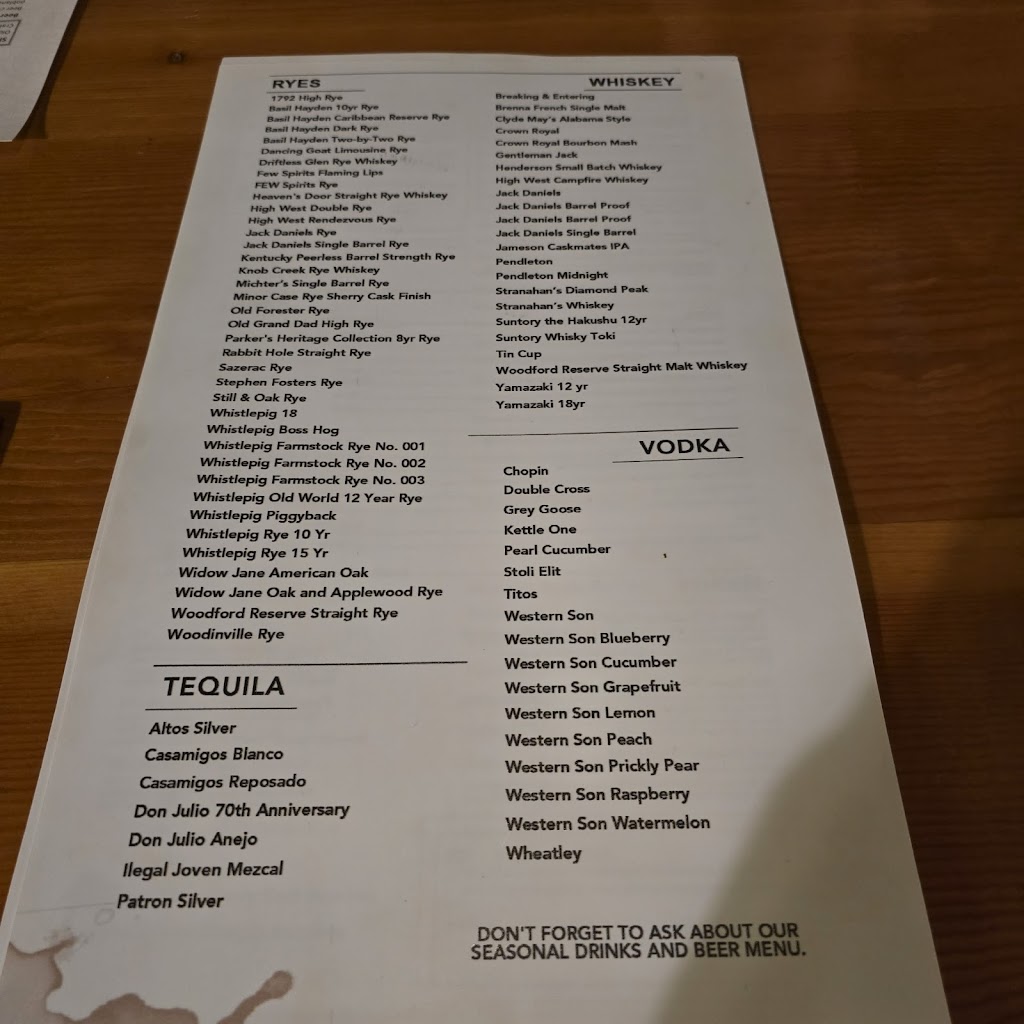 RYES
1792 High Rye
Basil Hayden 10yr Rye
Basil Hayden Caribbean Reserve Rye
Basil Hayden Dark Rye
Basil Hayden Two-by-Two Rye
Dancing Goat Limousine Rye
Driftless Glen Rye Whiskey
Few Spirits Flaming Lips
FEW Spirits Rye
Heaven's Door Straight Rye Whiskey
High West Double Rye
High West Rendezvous Rye
Jack Daniels Rye
Jack Daniels Single Barrel Rye
Kentucky Peerless Barrel Strength Rye
Knob Creek Rye Whiskey
Michter's Single Barrel Rye
Minor Case Rye Sherry Cask Finish
Old Forester Rye
Old Grand Dad High Rye
Parker's Heritage Collection 8yr Rye
Rabbit Hole Straight Rye
Sazerac Rye
Stephen Fosters Rye
Still & Oak Rye
Whistlepig 18
Whistlepig Boss Hog
Whistlepig Farmstock Rye No. 001
Whistlepig Farmstock Rye No. 002
Whistlepig Farmstock Rye No. 003
Whistlepig Old World 12 Year Rye
Whistlepig Piggyback
Whistlepig Rye 10 Yr
Whistlepig Rye 15 Yr
Widow Jane American Oak
Widow Jane Oak and Applewood Rye
Woodford Reserve Straight Rye
Woodinville Rye
TEQUILA
Altos Silver
Casamigos Blanco
Casamigos Reposado
Don Julio 70th Anniversary
Don Julio Anejo
Ilegal Joven Mezcal
Patron Silver
WHISKEY
Breaking & Entering
Brenna French Single Malt
Clyde May's Alabama Style
Crown Royal
Crown Royal Bourbon Mash
Gentleman Jack
Henderson Small Batch Whiskey
High West Campfire Whiskey
Jack Daniels
Jack Daniels Barrel Proof
Jack Daniels Barrel Proof
Jack Daniels Single Barrel
Jameson Caskmates IPA
Pendleton
Pendleton Midnight
Stranahan's Diamond Peak
Stranahan's Whiskey
Suntory the Hakushu 12yr
Suntory Whisky Toki
Tin Cup
Woodford Reserve Straight Malt Whiskey
Yamazaki 12 yr
Yamazaki 18yr
VODKA
Chopin
Double Cross
Grey Goose
Kettle One
Pearl Cucumber
Stoli Elit
Titos
Western Son
Western Son Blueberry
Western Son Cucumber
Western Son Grapefruit
Western Son Lemon
Western Son Peach
Western Son Prickly Pear
Western Son Raspberry
Western Son Watermelon
Wheatley
DON'T FORGET TO ASK ABOUT OUR
SEASONAL DRINKS AND BEER MENU.